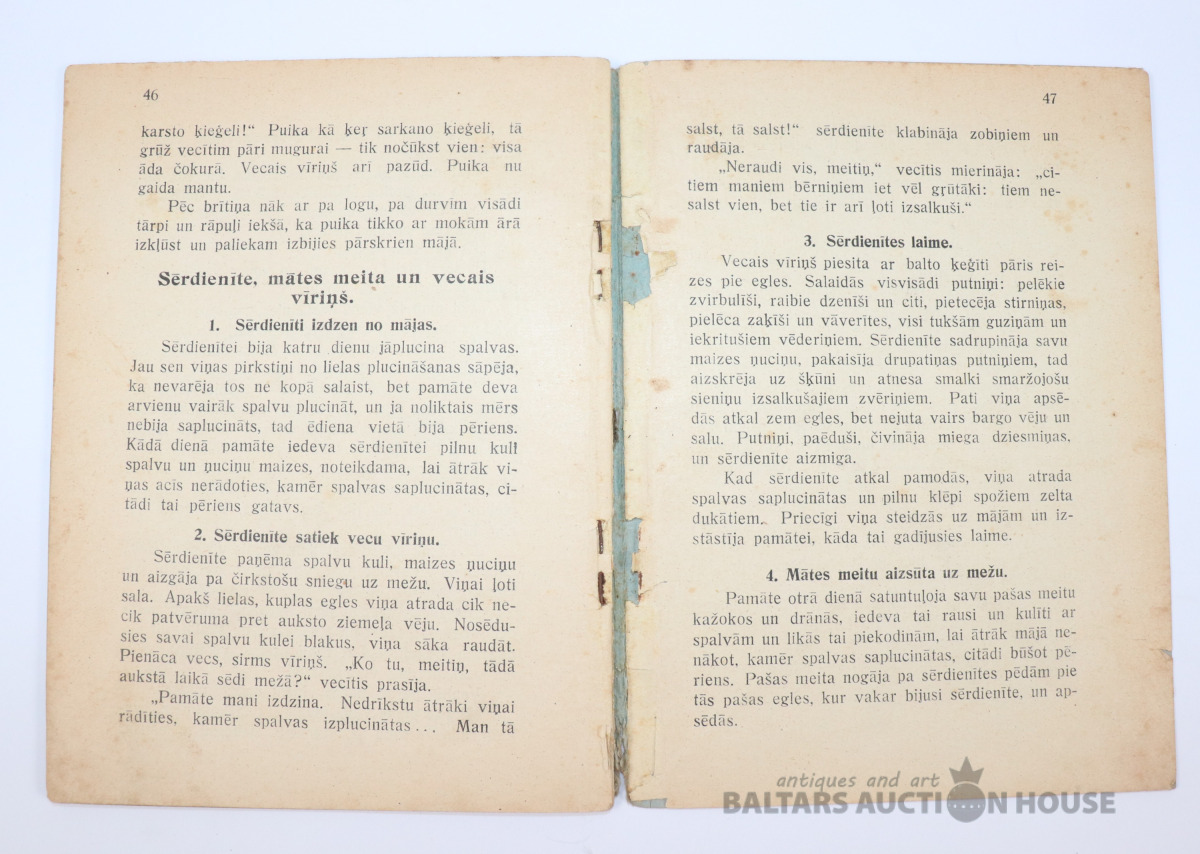 46
karsto ķieģeli!“ Puika kā ķeŗ sarkano ķieģeli, tā
grūž vecītim pāri mugurai — tik nočūkst vien: visa
āda čokurā. Vecais vīriņš arī pazūd. Puika nu
gaida mantu.
Pēc brītiņa nāk ar pa logu, pa durvīm visādi
tārpi un rāpuļi iekšā, ka puika tikko ar mokām ārā
izkļūst un paliekam izbijies pārskrien mājā.
Sērdienīte, mātes meita un vecais
vīriņš.
1. Sērdienīti izdzen no mājas.
Sērdienītei bija katru dienu jāplucina spalvas.
Jau sen viņas pirkstiņi no lielas plucināšanas sāpēja,
ka nevarēja tos ne kopā salaist, bet pamāte deva
arvienu vairāk spalvu plucināt, un ja noliktais mērs
nebija saplucināts, tad ēdiena vietā bija pēriens.
Kādā dienā pamāte iedeva sērdienītei pilnu kuli
spalvu un ņuciņu maizes, noteikdama, lai ātrāk vi-
ņas acīs nerādoties, kamēr spalvas saplucinātas, ci-
tādi tai pēriens gatavs.
2. Sērdienīte satiek vecu vīriņu.
Sērdienīte paņēma spalvu kuli, maizes ņuciņu
un aizgāja pa čirkstošu sniegu uz mežu. Viņai ļoti
sala. Apakš lielas, kuplas egles viņa atrada cik ne-
cik patvēruma pret auksto ziemeļa vēju. Nosēdu-
sies savai spalvu kulei blakus, viņa sāka raudāt.
Pienāca vecs, sirms vīriņš. „Ko tu, meitiņ, tādā
aukstā laikā sēdi mežā?“ vecītis prasīja.
„Pamāte mani izdzina. Nedrīkstu ātrāki viņai
rādīties, kamēr spalvas izplucinātas... Man tā
47
salst, tā salst!“ sērdienīte klabināja zobiņiem un
raudāja.
„Neraudi vis, meitiņ,“ vecītis mierināja: „ci-
tiem maniem bērniņiem iet vēl gŗūtāki: tiem ne-
salst vien, bet tie ir arī ļoti izsalkuši.“
3. Sērdienītes laime.
Vecais vīriņš piesita ar balto ķeģīti pāris rei-
zes pie egles. Salaidās visvisādi putniņi: pelēkie
zvirbulīši, raibie dzenīši un citi, pietecēja stirniņas,
pielēca zaķīši un vāverītes, visi tukšām guziņām un
iekritušiem vēderiņiem. Sērdienīte sadrupināja savu
maizes ņuciņu, pakaisīja drupatiņas putniņiem, tad
aizskrēja uz šķūni un atnesa smalki smaržojošu
sieniņu izsalkušajiem zvēriņiem. Pati viņa apsē-
dās atkal zem egles, bet nejuta vairs bargo vēju un
salu. Putniņi, paēduši, čivināja miega dziesmiņas,
un sērdienīte aizmiga.
Kad sērdienīte atkal pamodās, viņa atrada
spalvas saplucinātas un pilnu klēpi spožiem zelta
dukātiem. Priecīgi viņa steidzās uz mājām un iz-
stāstīja pamātei, kāda tai gadījusies laime.
4. Mātes meitu aizsūta uz mežu.
Pamāte otrā dienā satuntuļoja savu pašas meitu
kažokos un drānās, iedeva tai rausi un kulīti ar
spalvām un likās tai piekodinām, lai ātrāk mājā ne-
nākot, kamēr spalvas saplucinātas, citādi būšot pē-
riens. Pašas meita nogāja pa sērdienītes pēdām pie
tās pašas egles, kur vakar bijusi sērdienīte, un ap-
sēdās.
antiques and art
BALTARS AUCTION HOUSE